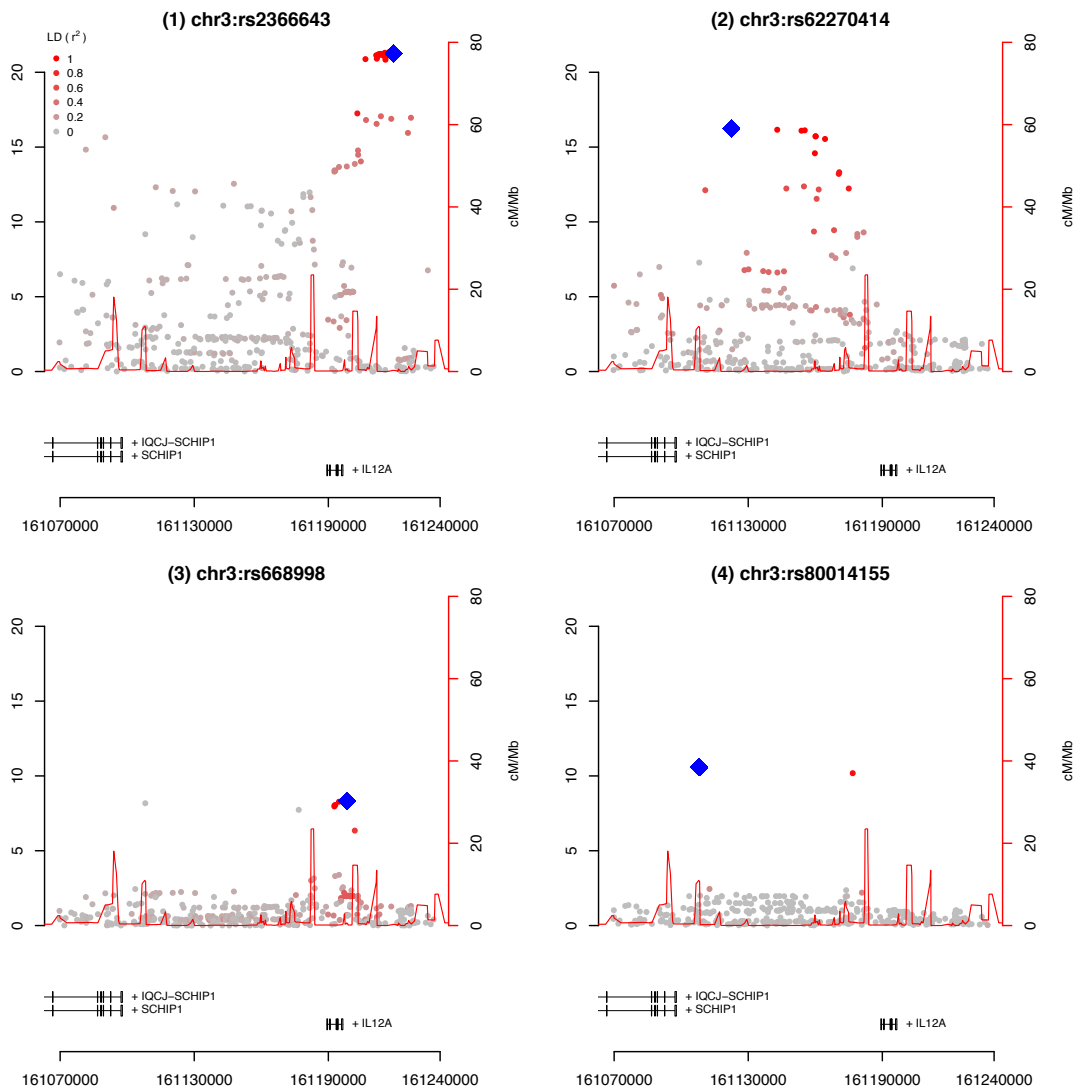 (1) chr3:rs2366643
LD ( r² )
1
0.8
0.6
0.4
0.2
0
0
5
10
15
20
0
20
40
60
80
cM/Mb
+ IQCJ−SCHIP1
+ SCHIP1
+ IL12A
161070000 161130000 161190000 161240000
(2) chr3:rs62270414
0
5
10
15
20
0
20
40
60
80
cM/Mb
+ IQCJ−SCHIP1
+ SCHIP1
+ IL12A
161070000 161130000 161190000 161240000
(3) chr3:rs668998
0
5
10
15
20
0
20
40
60
80
cM/Mb
+ IQCJ−SCHIP1
+ SCHIP1
+ IL12A
161070000 161130000 161190000 161240000
(4) chr3:rs80014155
0
5
10
15
20
0
20
40
60
80
cM/Mb
+ IQCJ−SCHIP1
+ SCHIP1
+ IL12A
161070000 161130000 161190000 161240000